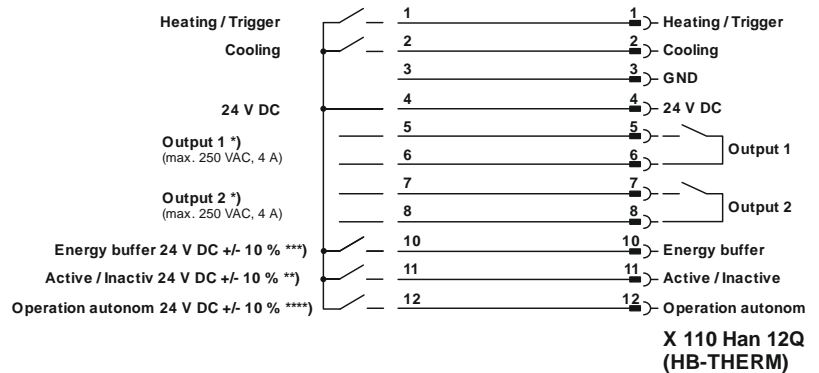 Heating / Trigger 1 1 Heating / Trigger
Cooling 2 2 Cooling
3 3 GND
24 V DC 4 4 24 V DC
Output 1 *)
(max. 250 VAC, 4 A)
5 5
6 6
Output 1
Output 2 *)
(max. 250 VAC, 4 A)
7 7
8 8
Output 2
Energy buffer 24 V DC +/- 10 % ***) 10 10 Energy buffer
Active / Inactiv 24 V DC +/- 10 % **) 11 11 Active / Inactive
Operation autonom 24 V DC +/- 10 % ****) 12 12 Operation autonom
X 110 Han 12Q
(HB-THERM)